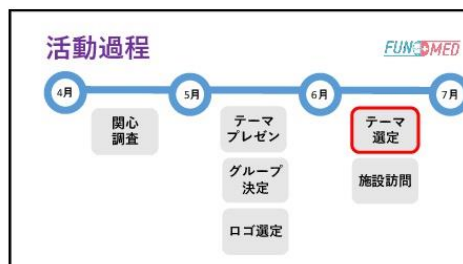 活動過程
FUN MED
4月
5月
6月
7月
関心
調査
テーマ
プレゼン
グループ
決定
ロゴ選定
テーマ
選定
施設訪問